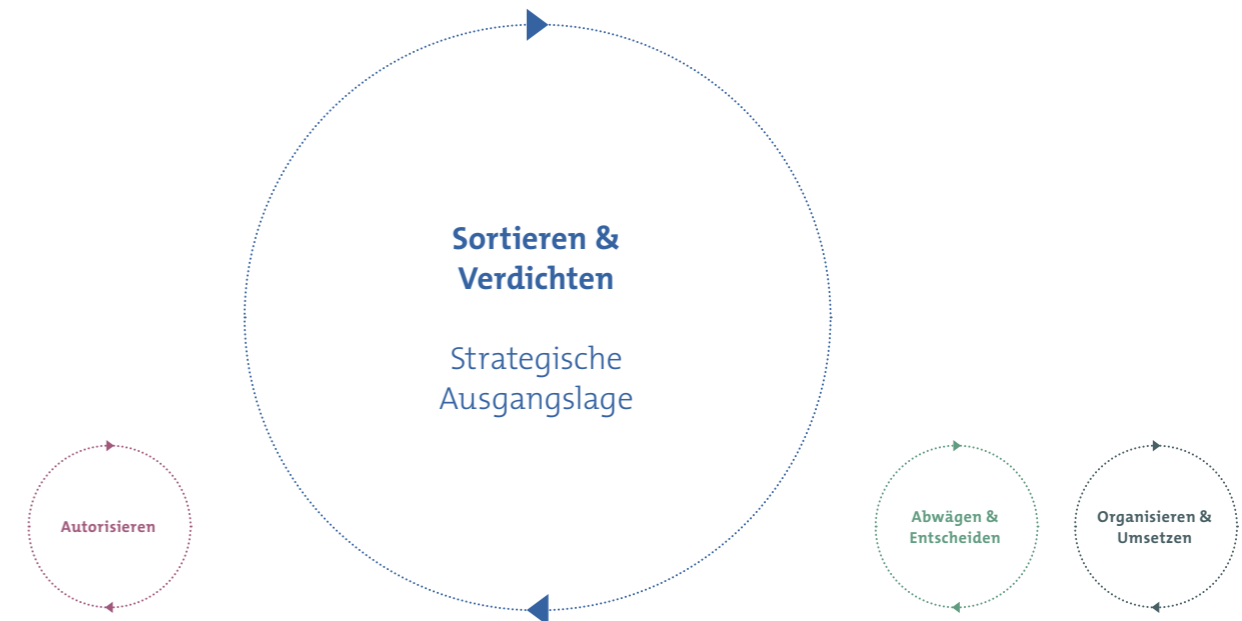 Autorisieren
Sortieren &
Verdichten
Strategische
Ausgangslage
Abwägen &
Entscheiden
Organisieren &
Umsetzen